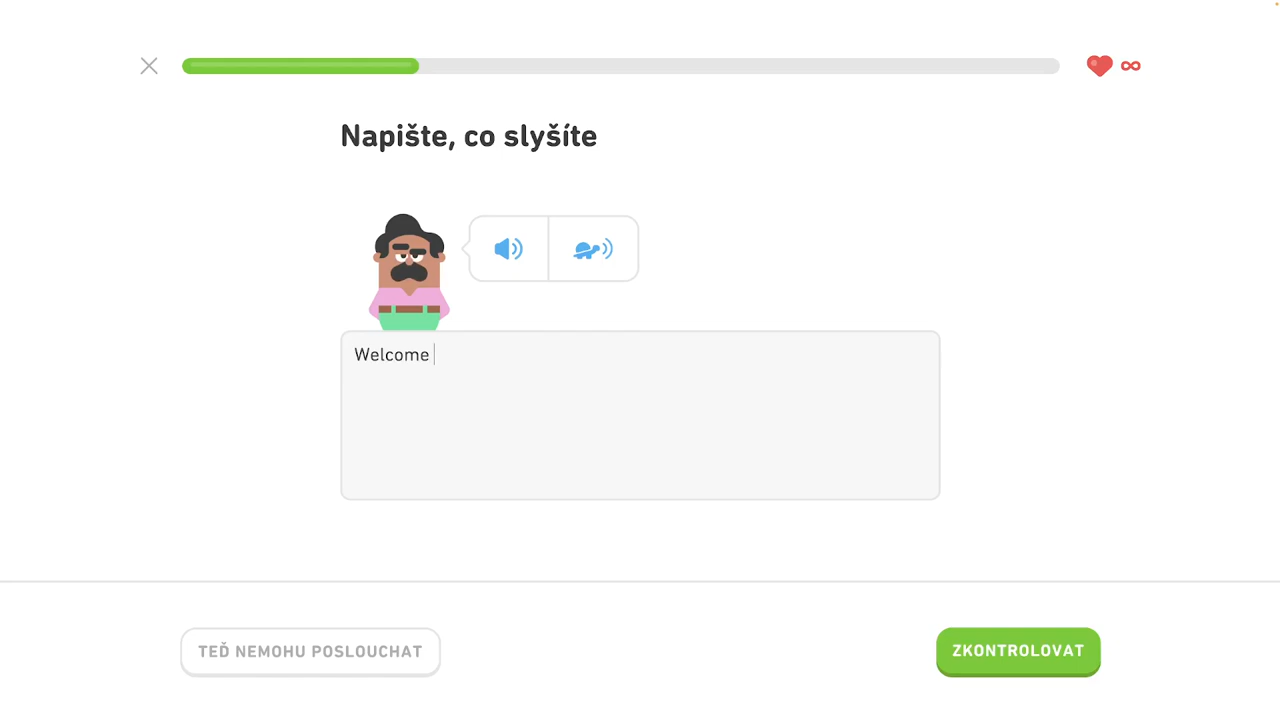 Napište, co slyšíte
Welcome
TEĎ NEMOHU POSLOUCHAT
ZKONTROLOVAT